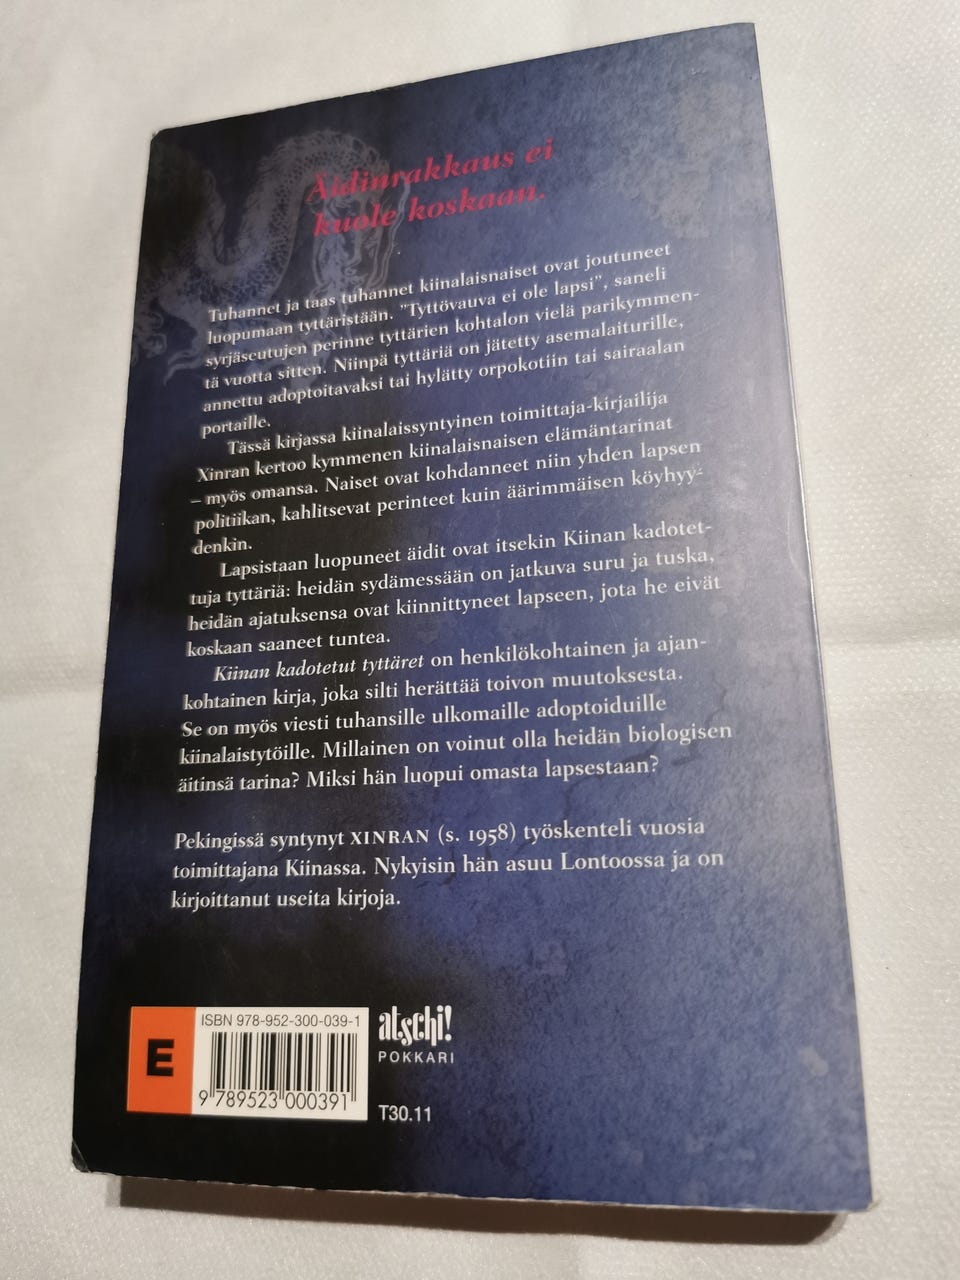 Äidinrakkaus ei
kuole koskaan.
Tuhannet ja taas tuhannet kiinalaisnaiset ovat joutuneet
luopumaan tyttäristään. "Tyttövauva ei ole lapsi", saneli
syrjäseutujen perinne tyttärien kohtalon vielä parikymmen-
tä vuotta sitten. Niinpä tyttäriä on jätetty asemalaiturille,
annettu adoptoitavaksi tai hylätty orpokotiin tai sairaalan
portaille.
Tässä kirjassa kiinalaissyntyinen toimittaja-kirjailija
Xinran kertoo kymmenen kiinalaisnaisen elämäntarinat
– myös omansa. Naiset ovat kohdanneet niin yhden lapsen
politiikan, kahlitsevat perinteet kuin äärimmäisen köyhyy-
denkin.
Lapsistaan luopuneet äidit ovat itsekin Kiinan kadotet-
tuja tyttäriä: heidän sydämessään on jatkuva suru ja tuska,
heidän ajatuksensa ovat kiinnittyneet lapseen, jota he eivät
koskaan saaneet tuntea.
Kiinan kadotetut tyttäret on henkilökohtainen ja ajan-
kohtainen kirja, joka silti herättää toivon muutoksesta.
Se on myös viesti tuhansille ulkomaille adoptoiduille
kiinalaistytöille. Millainen on voinut olla heidän biologisen
äitinsä tarina? Miksi hän luopui omasta lapsestaan?
Pekingissä syntynyt XINRAN (s. 1958) työskenteli vuosia
toimittajana Kiinassa. Nykyisin hän asuu Lontoossa ja on
kirjoittanut useita kirjoja.
E
ISBN 978-952-300-039-1
9 789523 000391
atschi!
POKKARI
T30.11